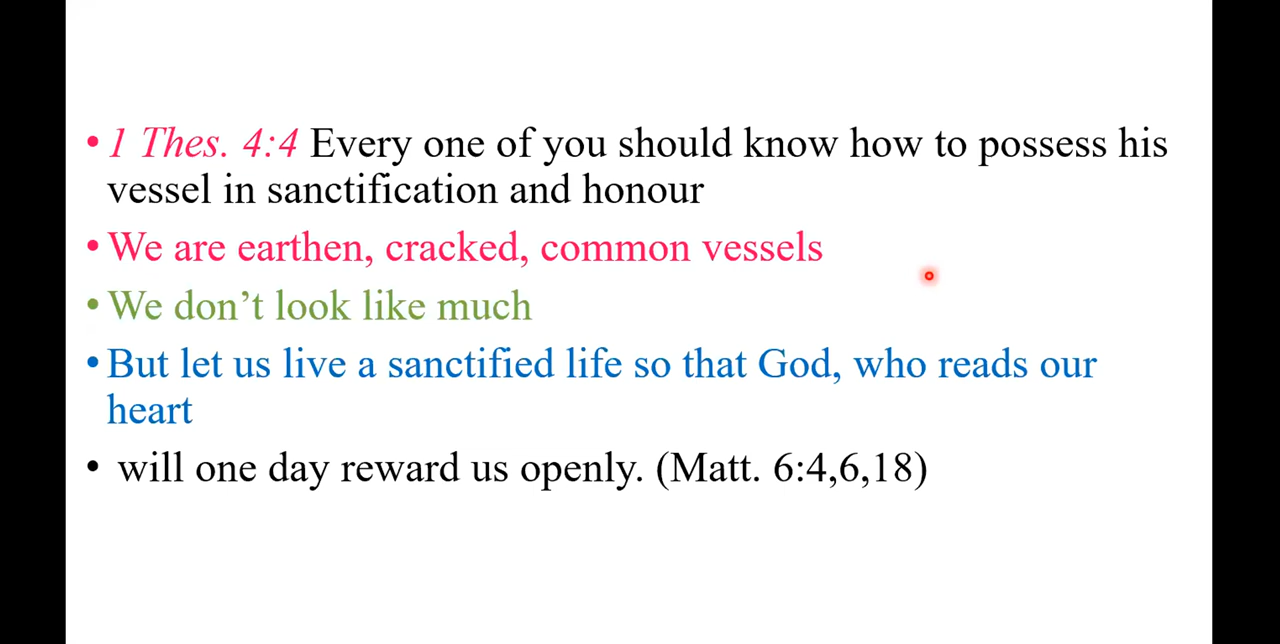 • 1 Thes. 4:4 Every one of you should know how to possess his
vessel in sanctification and honour
• We are earthen, cracked, common vessels
• We don’t look like much
• But let us live a sanctified life so that God, who reads our
heart
• will one day reward us openly. (Matt. 6:4,6,18)